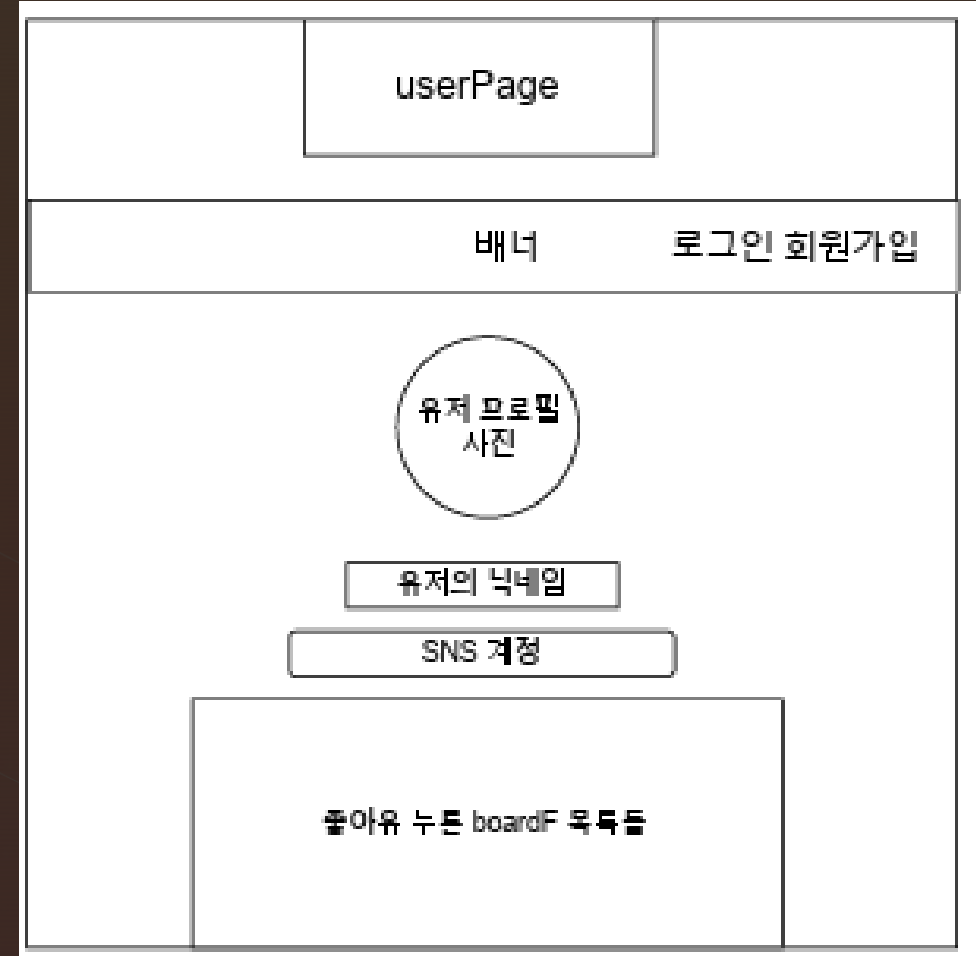 userPage
배너 로그인 회원가입
유저 프로필
사진
유저의 닉네임
SNS 계정
좋아유 누른 boardF 목록들